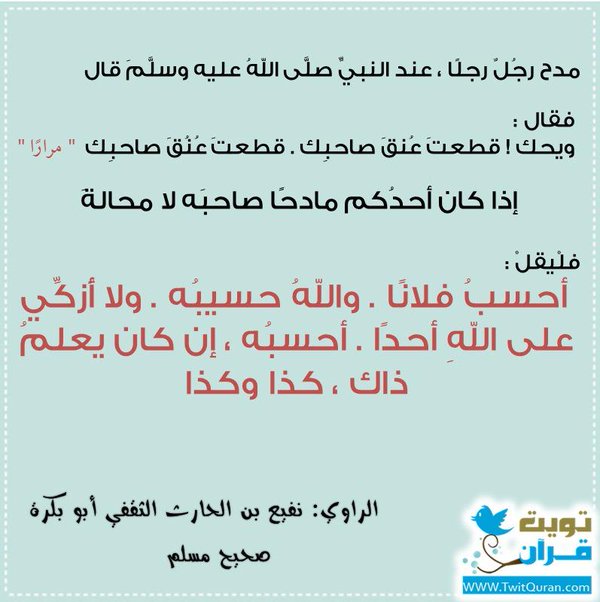 مدح رجُلٌ رجلًا ، عند النبيِّ صلَّى اللهُ عليه وسلَّمَ قال
فقال :
ويحك ! قطعتَ عنقَ صاحبِك . قطعتَ عُنُقَ صاحبِك " مرارًا "
إذا كان أحدُكم مادحًا صاحبَه لا محالة
فلْيقلْ :
أحسبُ فلانًا . واللهُ حسيبُه . ولا أزكِّي
على اللهِ أحدًا . أحسبُه ، إن كان يعلمُ
ذاك ، كذا وكذا
الراوي: نفيع بن الحارث الثقفي أبو بكرة
صحيح مسلم
تويت
قرآن
WWW.TwitQuran.com